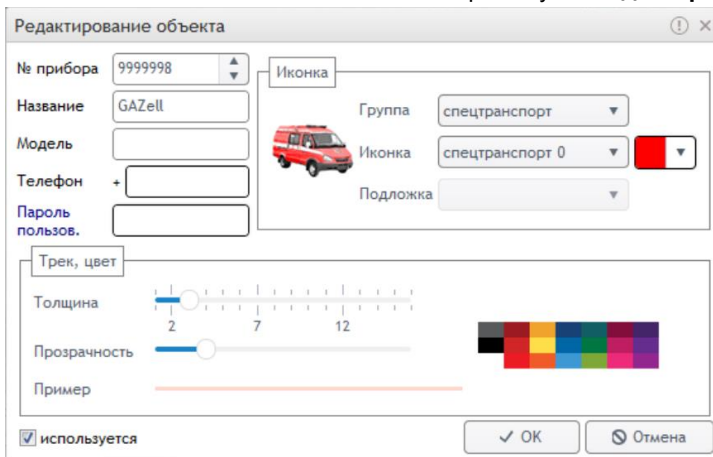 Редактирование объекта
№ прибора 9999998
Иконка
Название GAZell
Группа спецтранспорт
Модель
Иконка спецтранспорт 0
Телефон +
Подложка
Пароль
пользов.
Трек, цвет
Толщина
2 7 12
Прозрачность
Пример
используется
ОК
Отмена